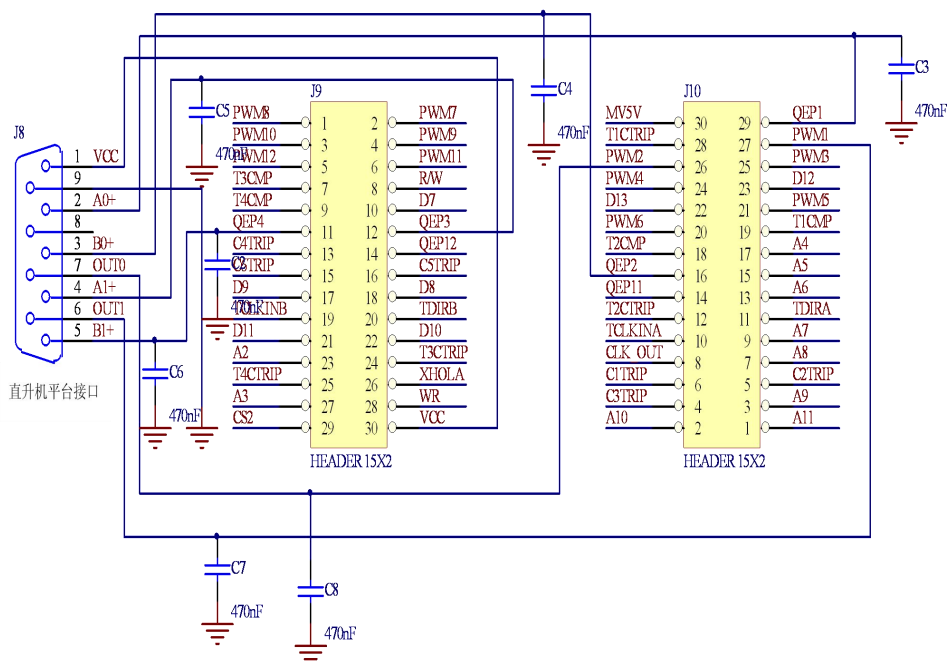 J8
1 VCC
9
2 A0+
8
3 B0+
7 OUT0
4 A1+
6 OUT1
5 B1+
直升机平台接口
C5
470nF
C2
C6
470nF
C7
470nF
C8
470nF
C4
470nF
C3
470nF
J9
PWM8 1 2 PWM7
PWM10 3 4 PWM9
PWM12 5 6 PWM11
T3CMP 7 8 R/W
T4CMP 9 10 D7
QEP4 11 12 QEP3
C4TRIP 13 14 QEP12
15 16 C5TRIP
D9 17 18 D8
19 20 TDIRB
D11 21 22 D10
A2 23 24 T3CTRIP
T4CTRIP 25 26 XHOLA
A3 27 28 WR
CS2 29 30 VCC
HEADER 15X2
J10
MV5V 30 29 QEP1
T1CTRIP 28 27 PWM1
PWM2 26 25 PWM3
PWM4 24 23 D12
D13 22 21 PWM5
PWM6 20 19 T1CMP
T2CMP 18 17 A4
QEP2 16 15 A5
QEP11 14 13 A6
T2CTRIP 12 11 TDIRA
TCLKINA 10 9 A7
CLK OUT 8 7 A8
C1TRIP 6 5 C2TRIP
C3TRIP 4 3 A9
A10 2 1 A11
HEADER 15X2